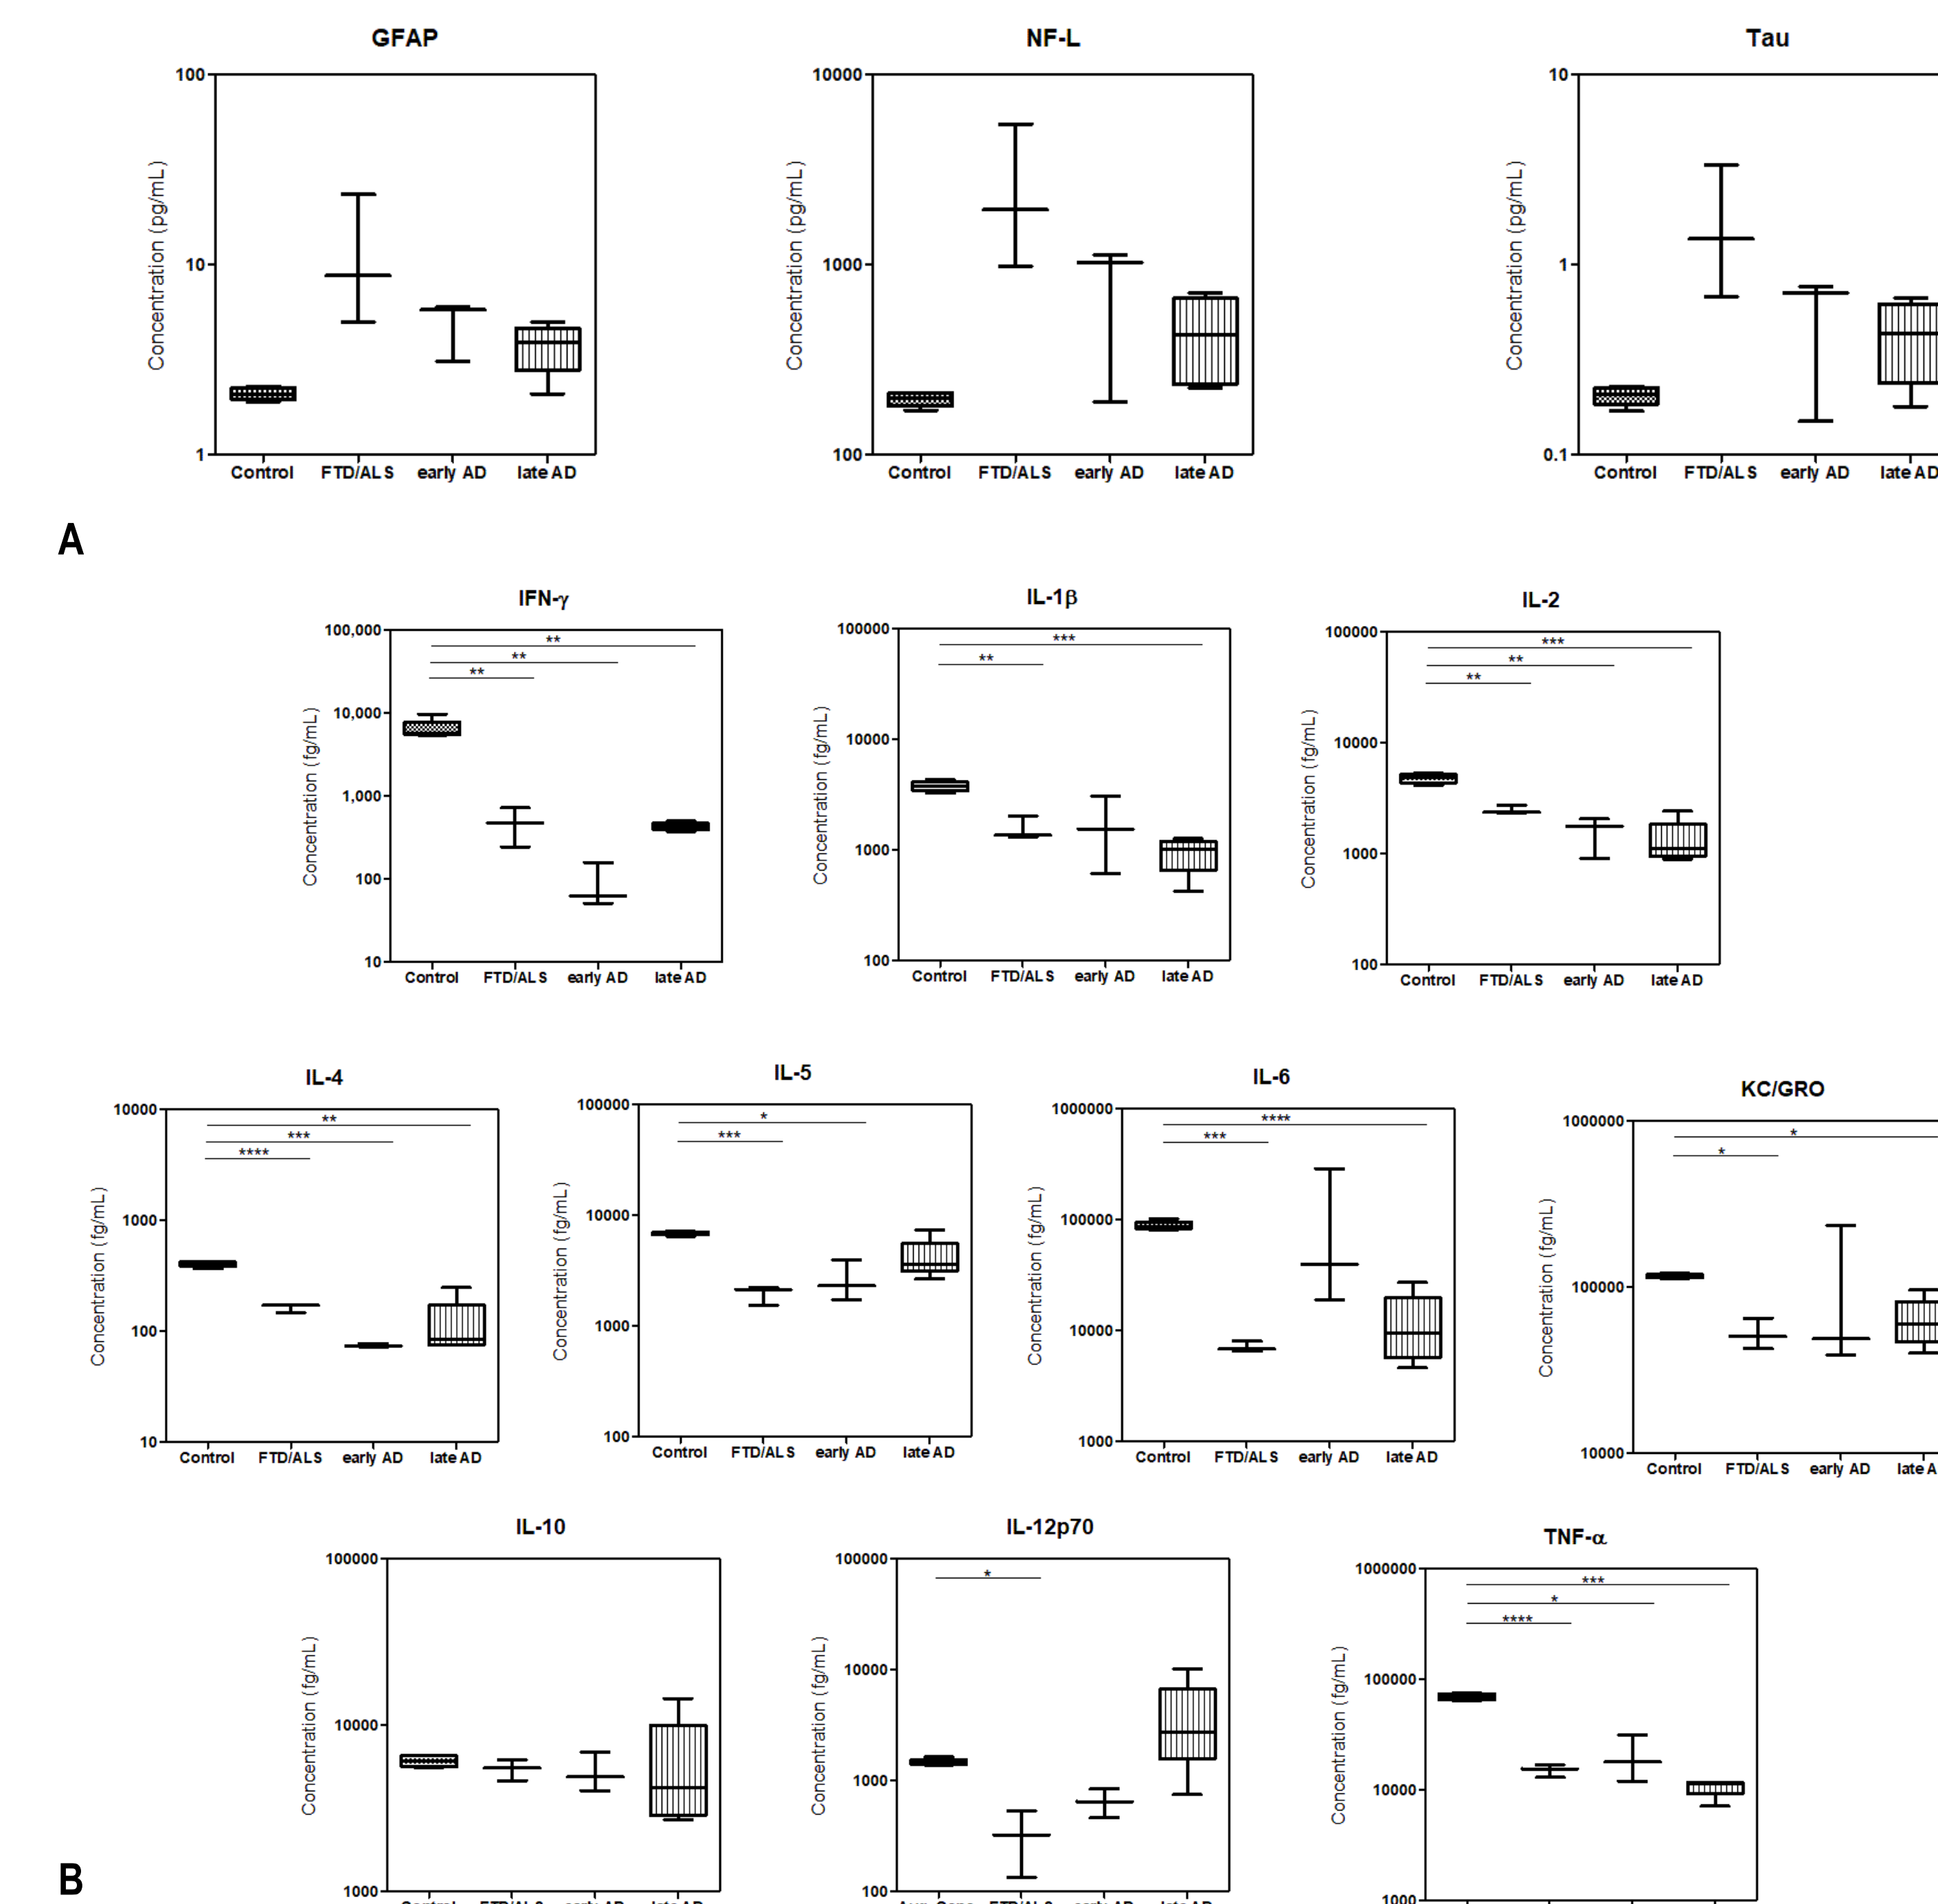 GFAP
100
10
1
Concentration (pg/mL)
Control FTD/ALS early AD late AD
NF-L
10000
1000
100
Concentration (pg/mL)
Control FTD/ALS early AD late AD
Tau
10
1
0.1
Concentration (pg/mL)
Control FTD/ALS early AD late AD
A
IFN-γ
100,000
10,000
1,000
100
10
Concentration (fg/mL)
**
**
**
Control FTD/ALS early AD late AD
IL-1β
100000
10000
1000
100
Concentration (fg/mL)
***
**
Control FTD/ALS early AD late AD
IL-2
100000
10000
1000
100
Concentration (fg/mL)
***
**
**
Control FTD/ALS early AD late AD
IL-4
10000
1000
100
10
Concentration (fg/mL)
**
***
****
Control FTD/ALS early AD late AD
IL-5
100000
10000
1000
100
Concentration (fg/mL)
*
***
Control FTD/ALS early AD late AD
IL-6
1000000
100000
10000
1000
Concentration (fg/mL)
****
***
Control FTD/ALS early AD late AD
KC/GRO
1000000
100000
10000
Concentration (fg/mL)
*
*
Control FTD/ALS early AD late A
IL-10
100000
10000
1000
Concentration (fg/mL)
IL-12p70
100000
10000
1000
100
Concentration (fg/mL)
*
TNF-α
1000000
100000
10000
1000
Concentration (fg/mL)
***
*
****
B